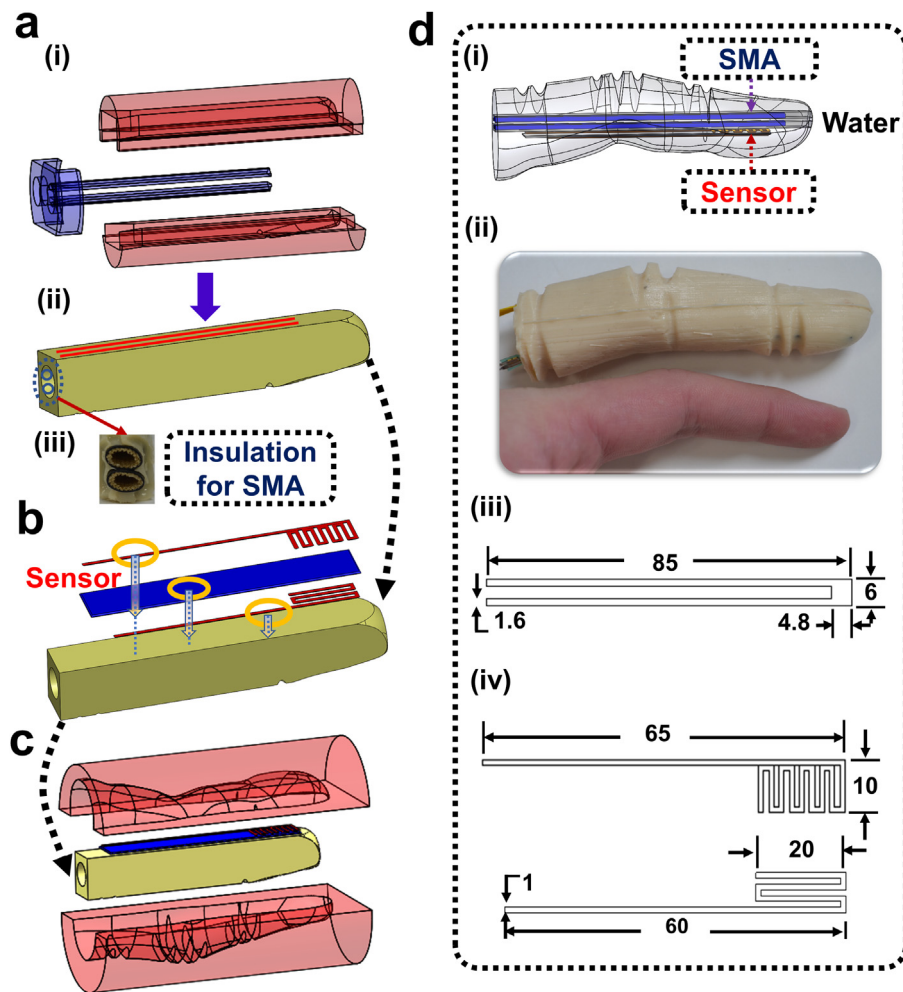 a
(i)
(ii)
(iii)
Insulation
for SMA
b
Sensor
c
d
(i)
SMA
Water
Sensor
(ii)
(iii)
85
6
1.6
4.8
(iv)
65
10
20
1
60